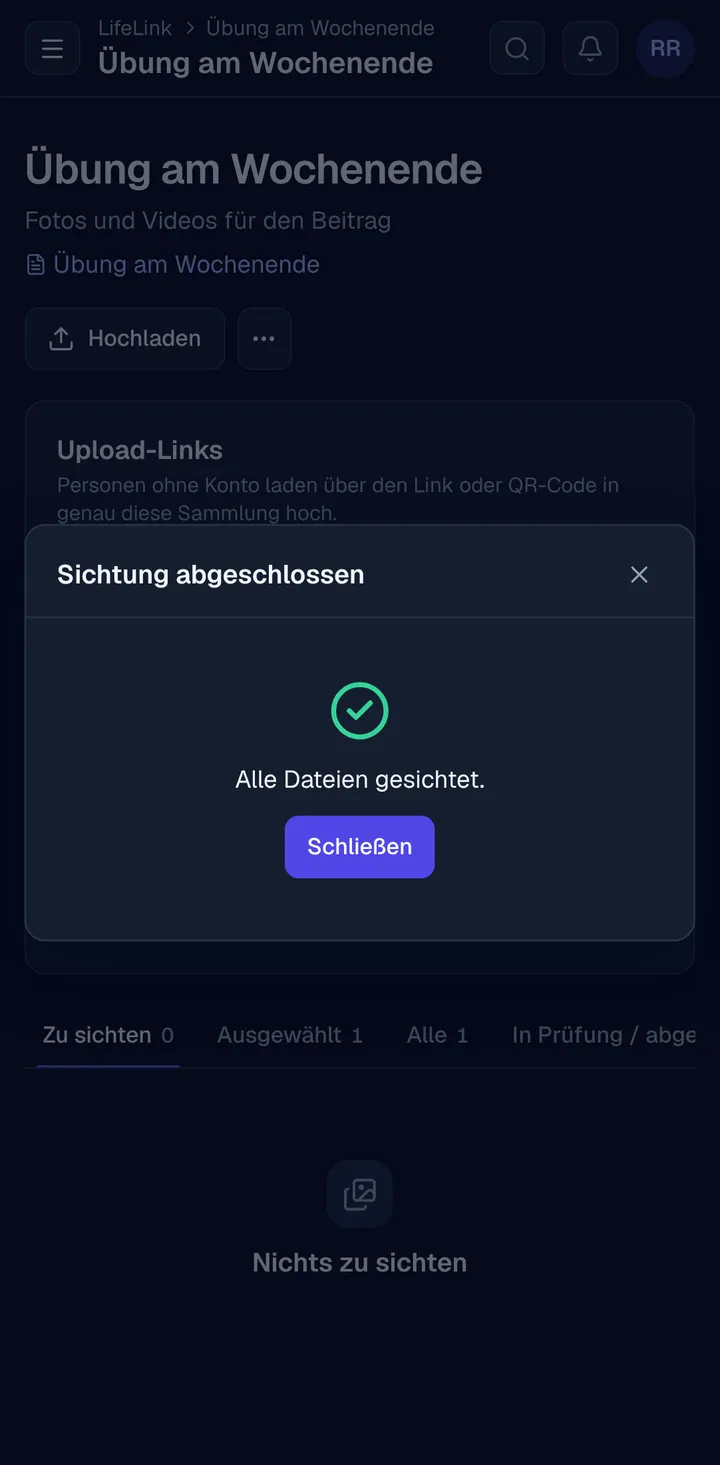 LifeLink > Übung am Wochenende
Übung am Wochenende
RR
Übung am Wochenende
Fotos und Videos für den Beitrag
Übung am Wochenende
Hochladen
Upload-Links
Personen ohne Konto laden über den Link oder QR-Code in
genau diese Sammlung hoch.
Sichtung abgeschlossen
Alle Dateien gesichtet.
Schließen
Zu sichten 0 Ausgewählt 1 Alle 1 In Prüfung / abge
Nichts zu sichten